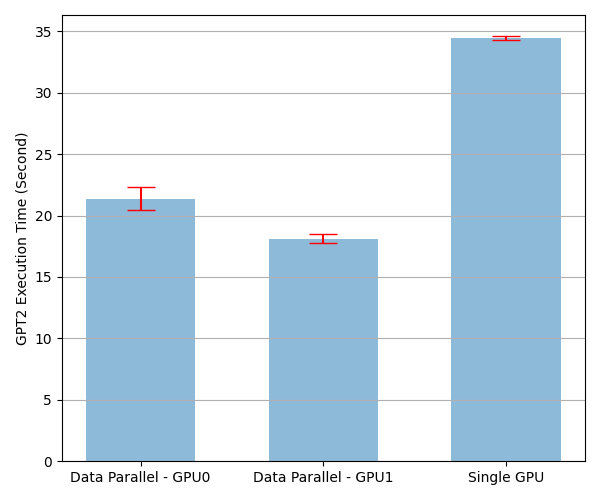 GPT2 Execution Time (Second)
35
30
25
20
15
10
5
0
Data Parallel - GPU0
Data Parallel - GPU1
Single GPU